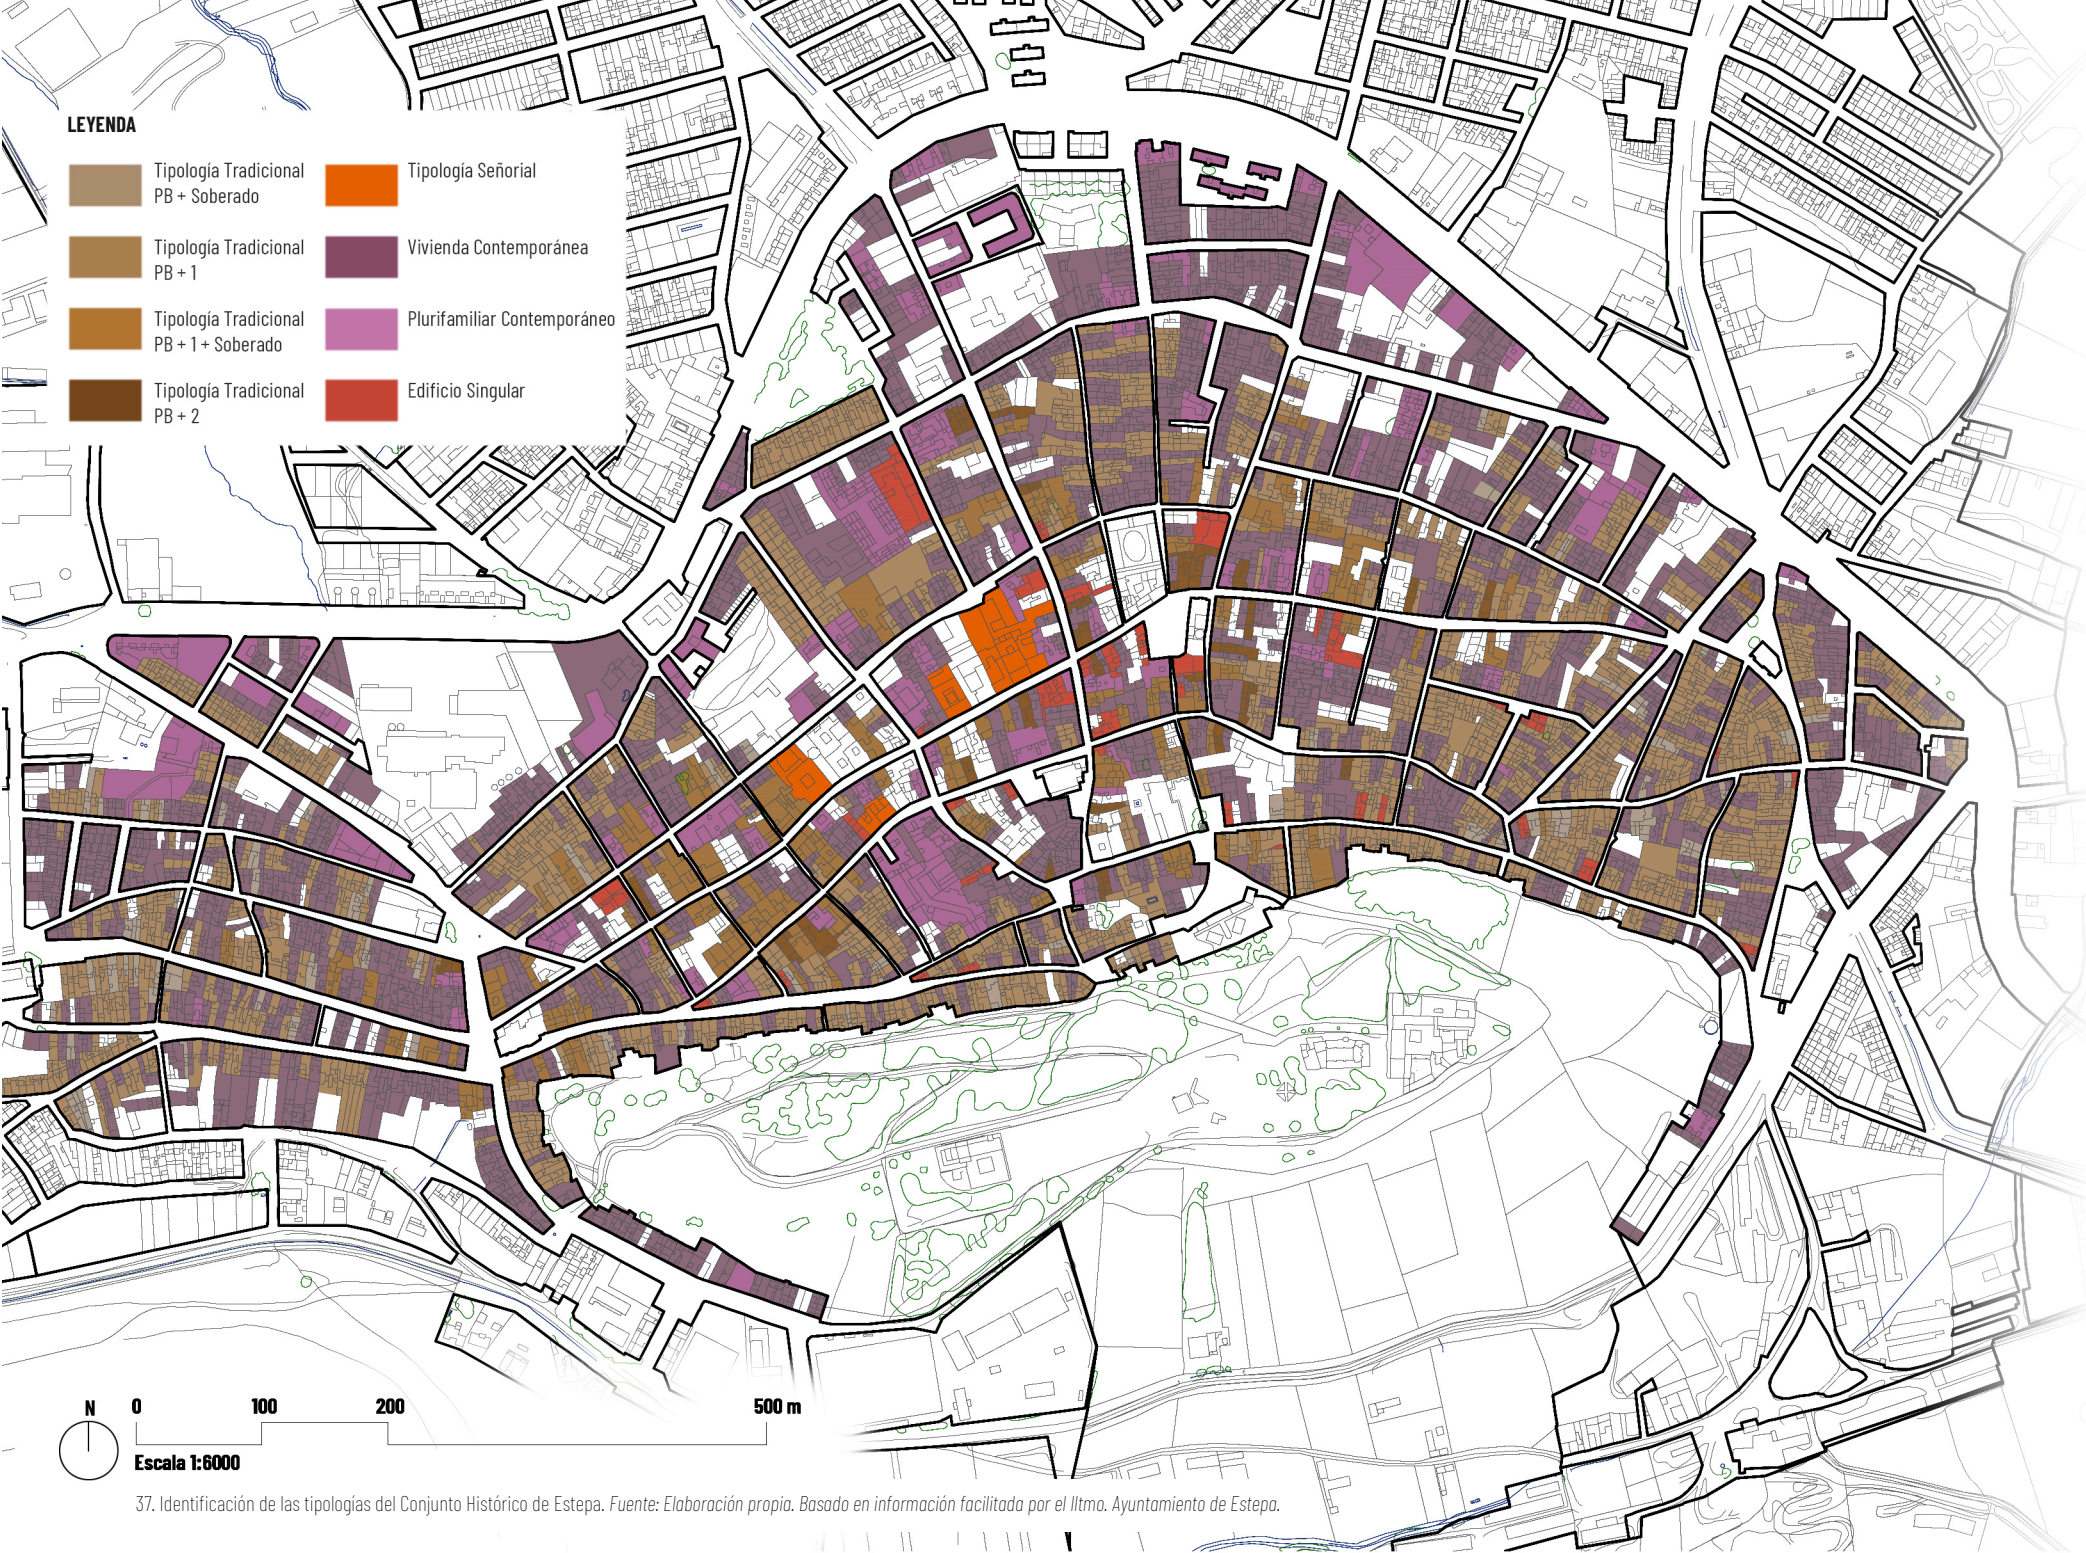 LEYENDA
Tipología Tradicional
PB + Soberado
Tipología Tradicional
PB + 1
Tipología Tradicional
PB + 1 + Soberado
Tipología Tradicional
PB + 2
Tipología Señorial
Vivienda Contemporánea
Plurifamiliar Contemporáneo
Edificio Singular
N
0 100 200 500 m
Escala 1:6000
37. Identificación de las tipologías del Conjunto Histórico de Estepa. Fuente: Elaboración propia. Basado en información facilitada por el Iltmo. Ayuntamiento de Estepa.